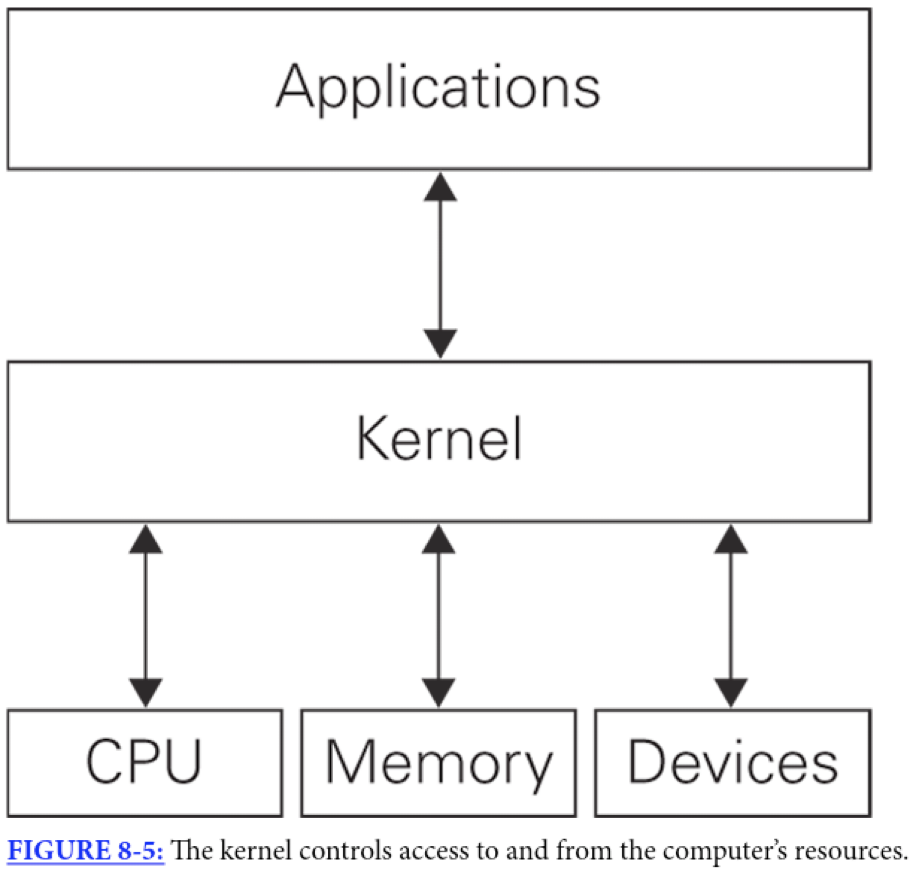 Applications
Kernel
CPU
Memory
Devices
FIGURE 8-5: The kernel controls access to and from the computer’s resources.